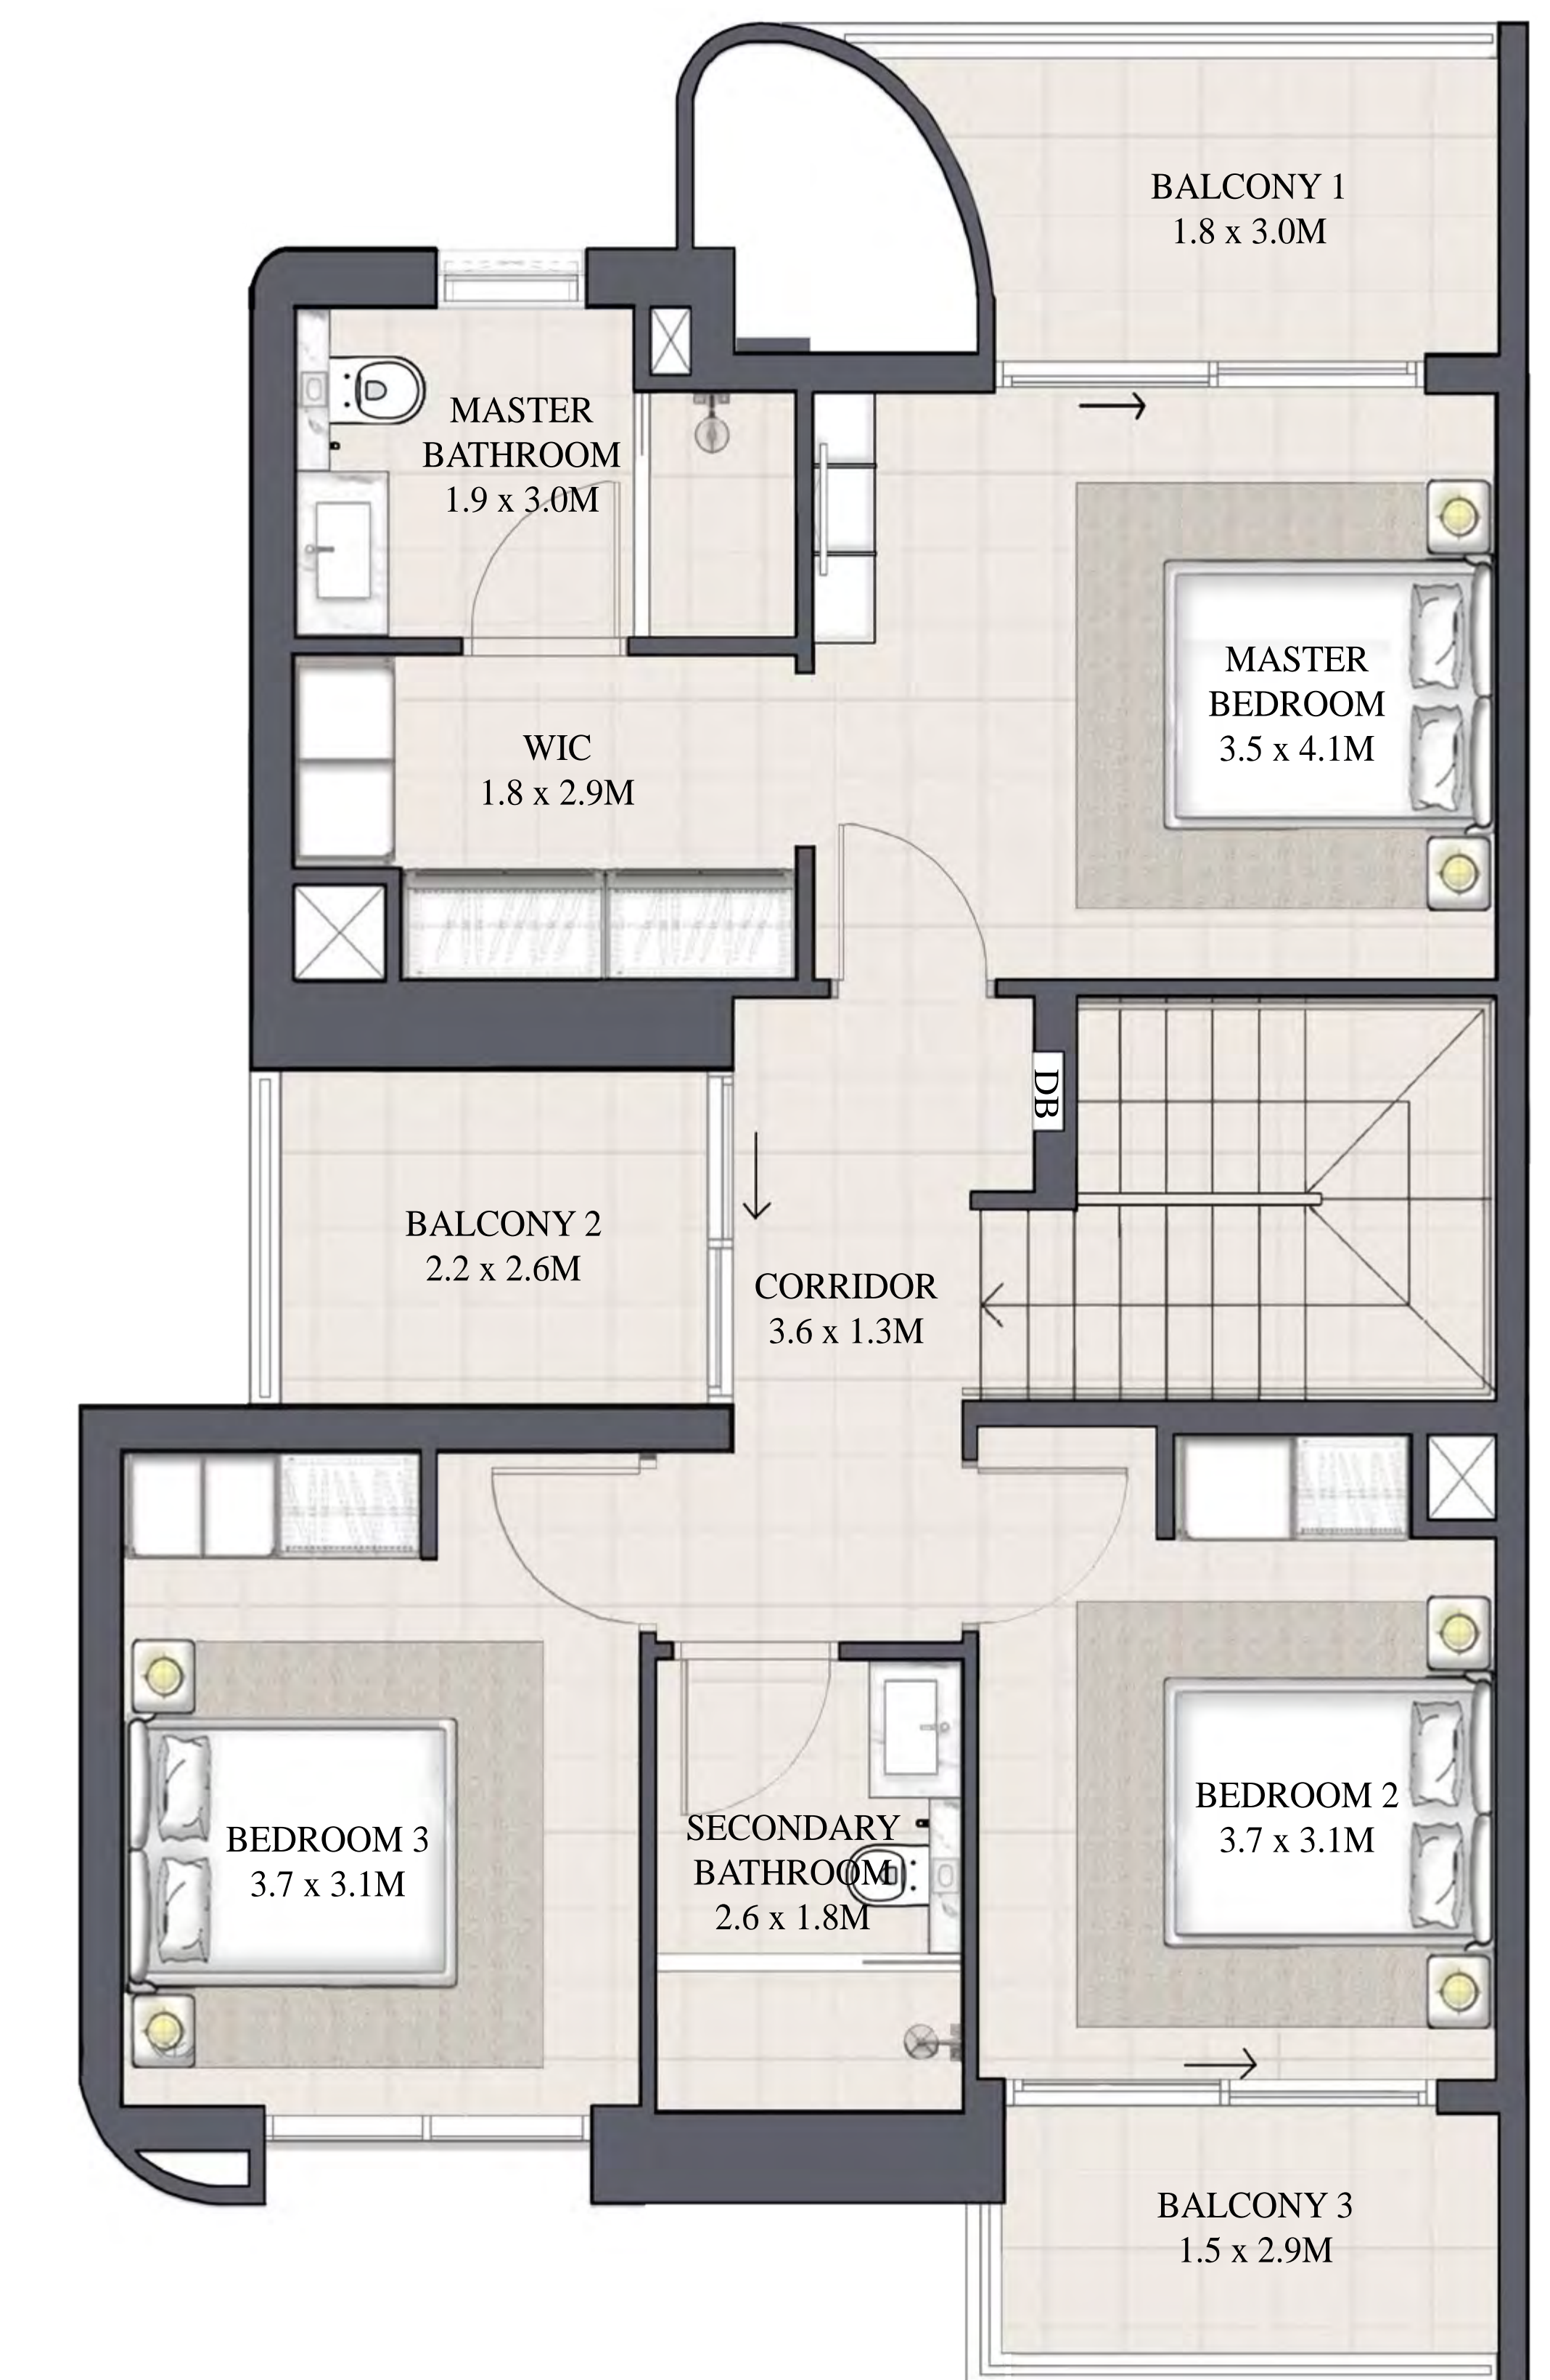 BALCONY 1
1.8 x 3.0M
MASTER
BATHROOM
1.9 x 3.0M
MASTER
BEDROOM
3.5 x 4.1M
WIC
1.8 x 2.9M
DB
BALCONY 2
2.2 x 2.6M
CORRIDOR
3.6 x 1.3M
BEDROOM 3
3.7 x 3.1M
SECONDARY
BATHROOM
2.6 x 1.8M
BEDROOM 2
3.7 x 3.1M
BALCONY 3
1.5 x 2.9M